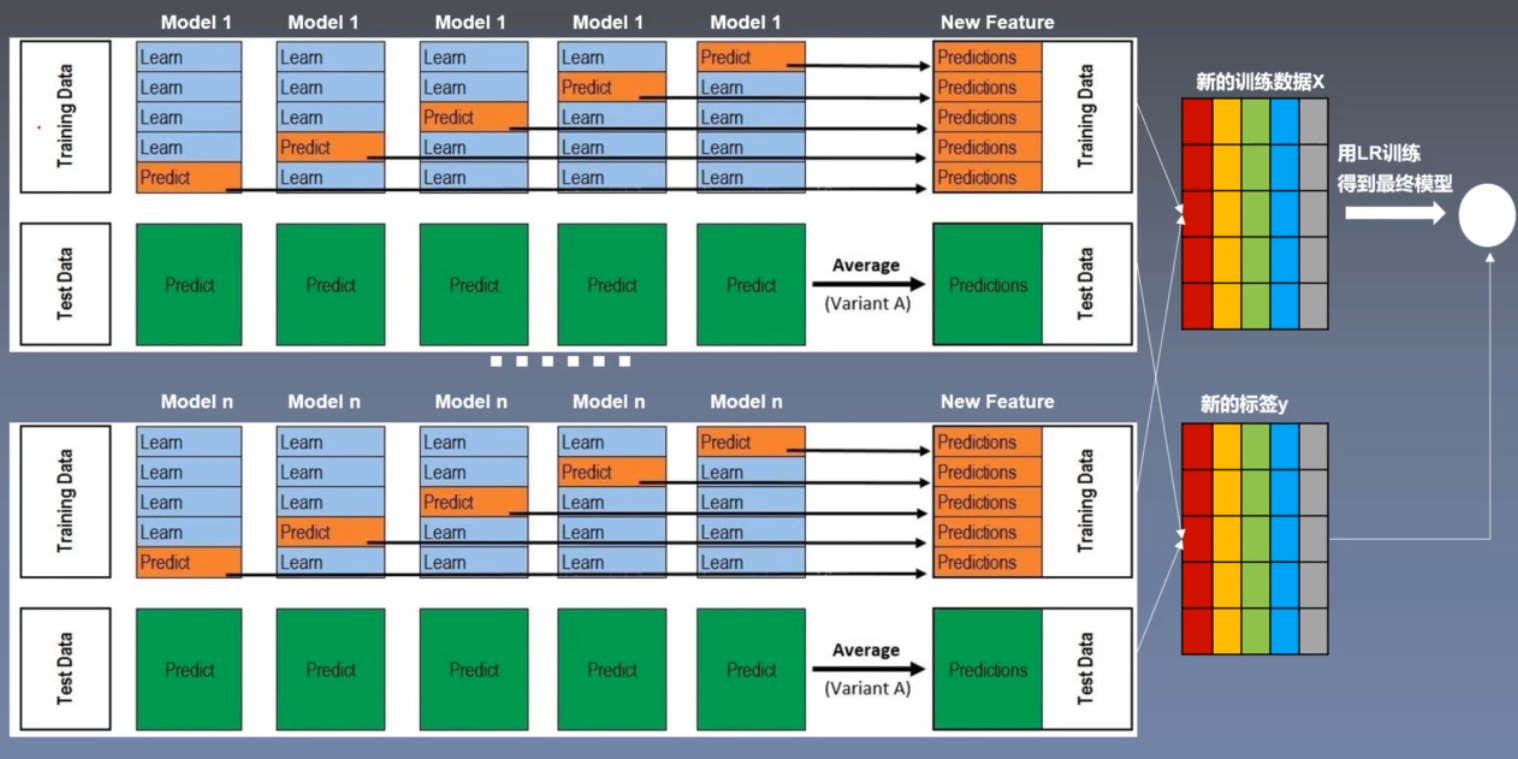 Model 1 Model 1 Model 1 Model 1 Model 1 New Feature
Training Data
Learn Learn Learn Learn Predict Predictions
Learn Learn Learn Predict Learn Predictions
Learn Learn Predict Learn Learn Predictions
Learn Predict Learn Learn Learn Predictions
Predict Learn Learn Learn Learn Predictions
Training Data
Test Data
Predict Predict Predict Predict Predict
Average
(Variant A)
Predictions
Test Data
Model n Model n Model n Model n Model n New Feature
Training Data
Learn Learn Learn Learn Predict Predictions
Learn Learn Learn Predict Learn Predictions
Learn Learn Predict Learn Learn Predictions
Learn Predict Learn Learn Learn Predictions
Predict Learn Learn Learn Learn Predictions
Training Data
Test Data
Predict Predict Predict Predict Predict
Average
(Variant A)
Predictions
Test Data
新的训练数据X
用LR训练
得到最终模型
新的标签y